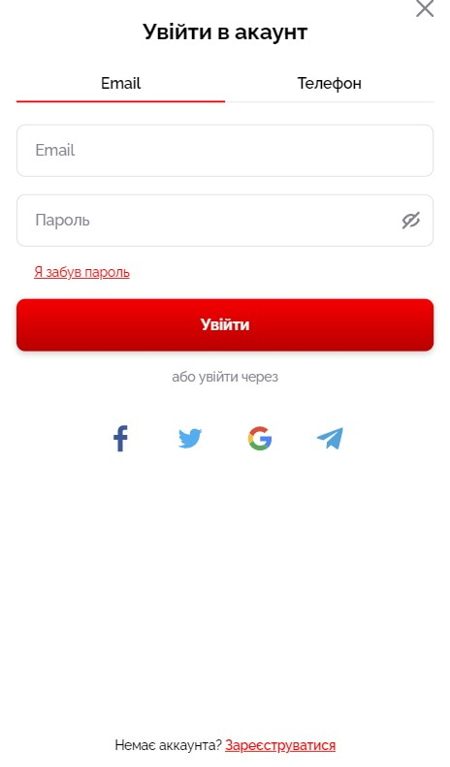 Увійти в акаунт
Email
Телефон
Email
Пароль
Я забув пароль
Увійти
або увійти через
Немає аккаунта? Зареєструватися